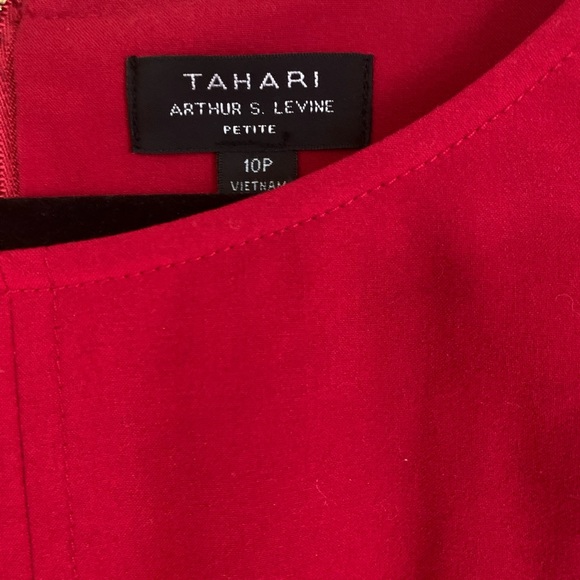 TAHARI
ARTHUR S. LEVINE
PETITE
10P
VIETNAM